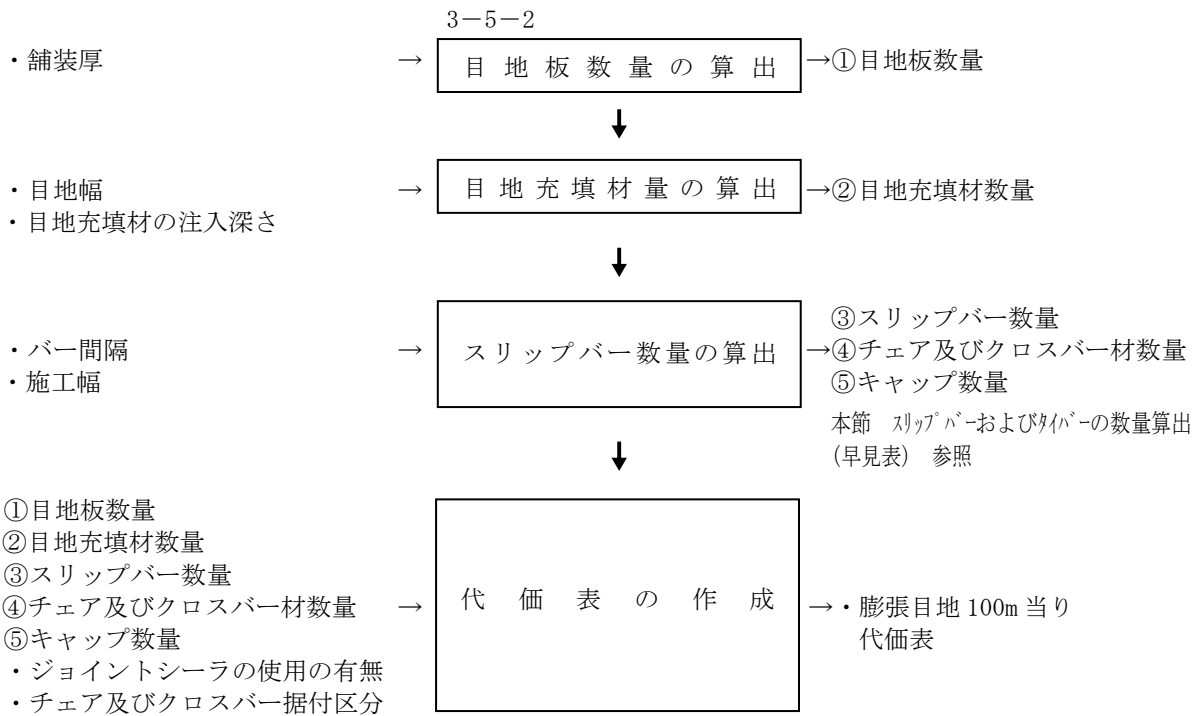 3－5－2
・舗装厚 → 目地板数量の算出 →①目地板数量
・目地幅 → 目地充填材量の算出 →②目地充填材数量
・目地充填材の注入深さ
③スリップバー数量
・バー間隔 → スリップバー数量の算出 →④チェア及びクロスバー材数量
・施工幅
⑤キャップ数量
本節　ｽﾘｯﾌﾟﾊﾞｰおよびﾀｲﾊﾞｰの数量算出
(早見表)　参照
①目地板数量
②目地充填材数量
③スリップバー数量
④チェア及びクロスバー材数量 → 代価表の作成 →・膨張目地 100m 当り
代価表
⑤キャップ数量
・ジョイントシーラの使用の有無
・チェア及びクロスバー据付区分